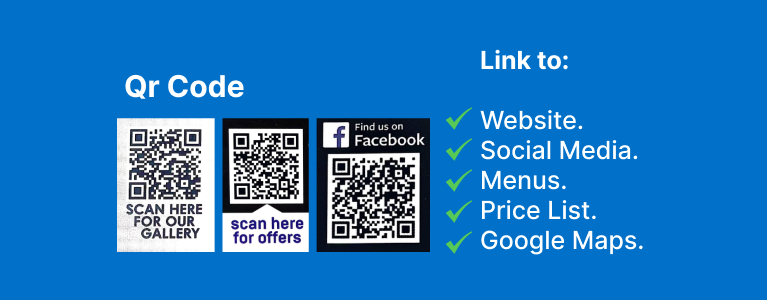 Qr Code
SCAN HERE
FOR OUR
GALLERY
scan here
for offers
f Find us on
Facebook
Link to:
Website.
Social Media.
Menus.
Price List.
Google Maps.